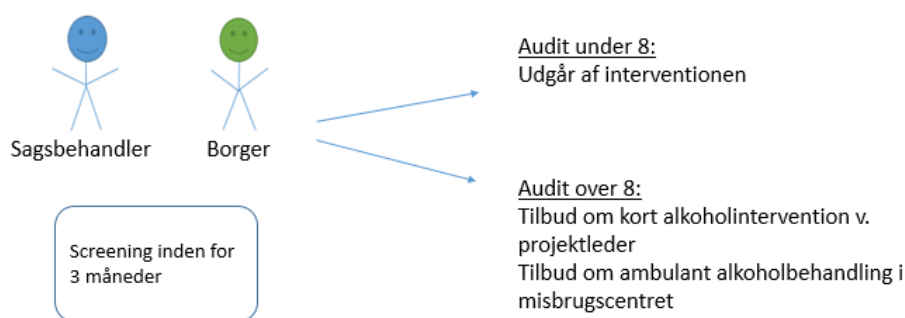 Sagsbehandler
Borger
Screening inden for
3 måneder
Audit under 8:
Udgår af interventionen
Audit over 8:
Tilbud om kort alkoholintervention v.
projektleder
Tilbud om ambulant alkoholbehandling i
misbrugscentret